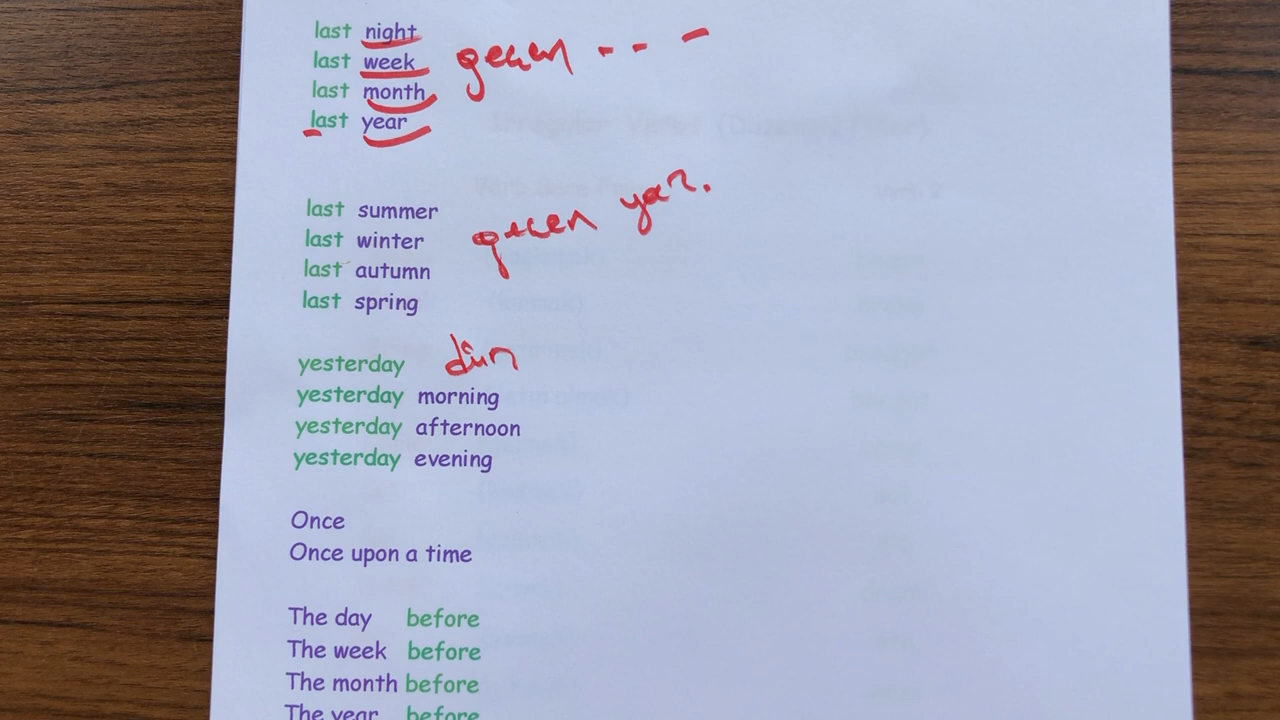 last night
last week geçen - - -
last month
last year
last summer
last winter geçen yaz.
last autumn
last spring
yesterday dün
yesterday morning
yesterday afternoon
yesterday evening
Once
Once upon a time
The day before
The week before
The month before
The year before